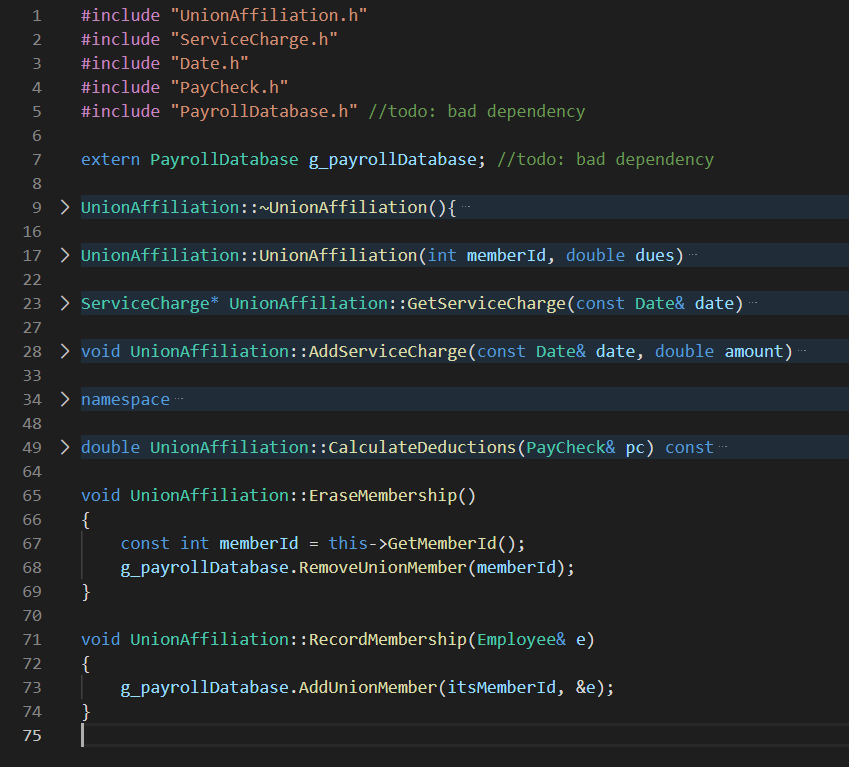 1 #include "UnionAffiliation.h"
2 #include "ServiceCharge.h"
3 #include "Date.h"
4 #include "PayCheck.h"
5 #include "PayrollDatabase.h" //todo: bad dependency
6
7 extern PayrollDatabase g_payrollDatabase; //todo: bad dependency
8
9 > UnionAffiliation::~UnionAffiliation(){ ···
16
17 > UnionAffiliation::UnionAffiliation(int memberId, double dues) ···
22
23 > ServiceCharge* UnionAffiliation::GetServiceCharge(const Date& date) ···
27
28 > void UnionAffiliation::AddServiceCharge(const Date& date, double amount) ···
33
34 > namespace ···
48
49 > double UnionAffiliation::CalculateDeductions(PayCheck& pc) const ···
64
65 void UnionAffiliation::EraseMembership()
66 {
67     const int memberId = this->GetMemberId();
68     g_payrollDatabase.RemoveUnionMember(memberId);
69 }
70
71 void UnionAffiliation::RecordMembership(Employee& e)
72 {
73     g_payrollDatabase.AddUnionMember(itsMemberId, &e);
74 }
75